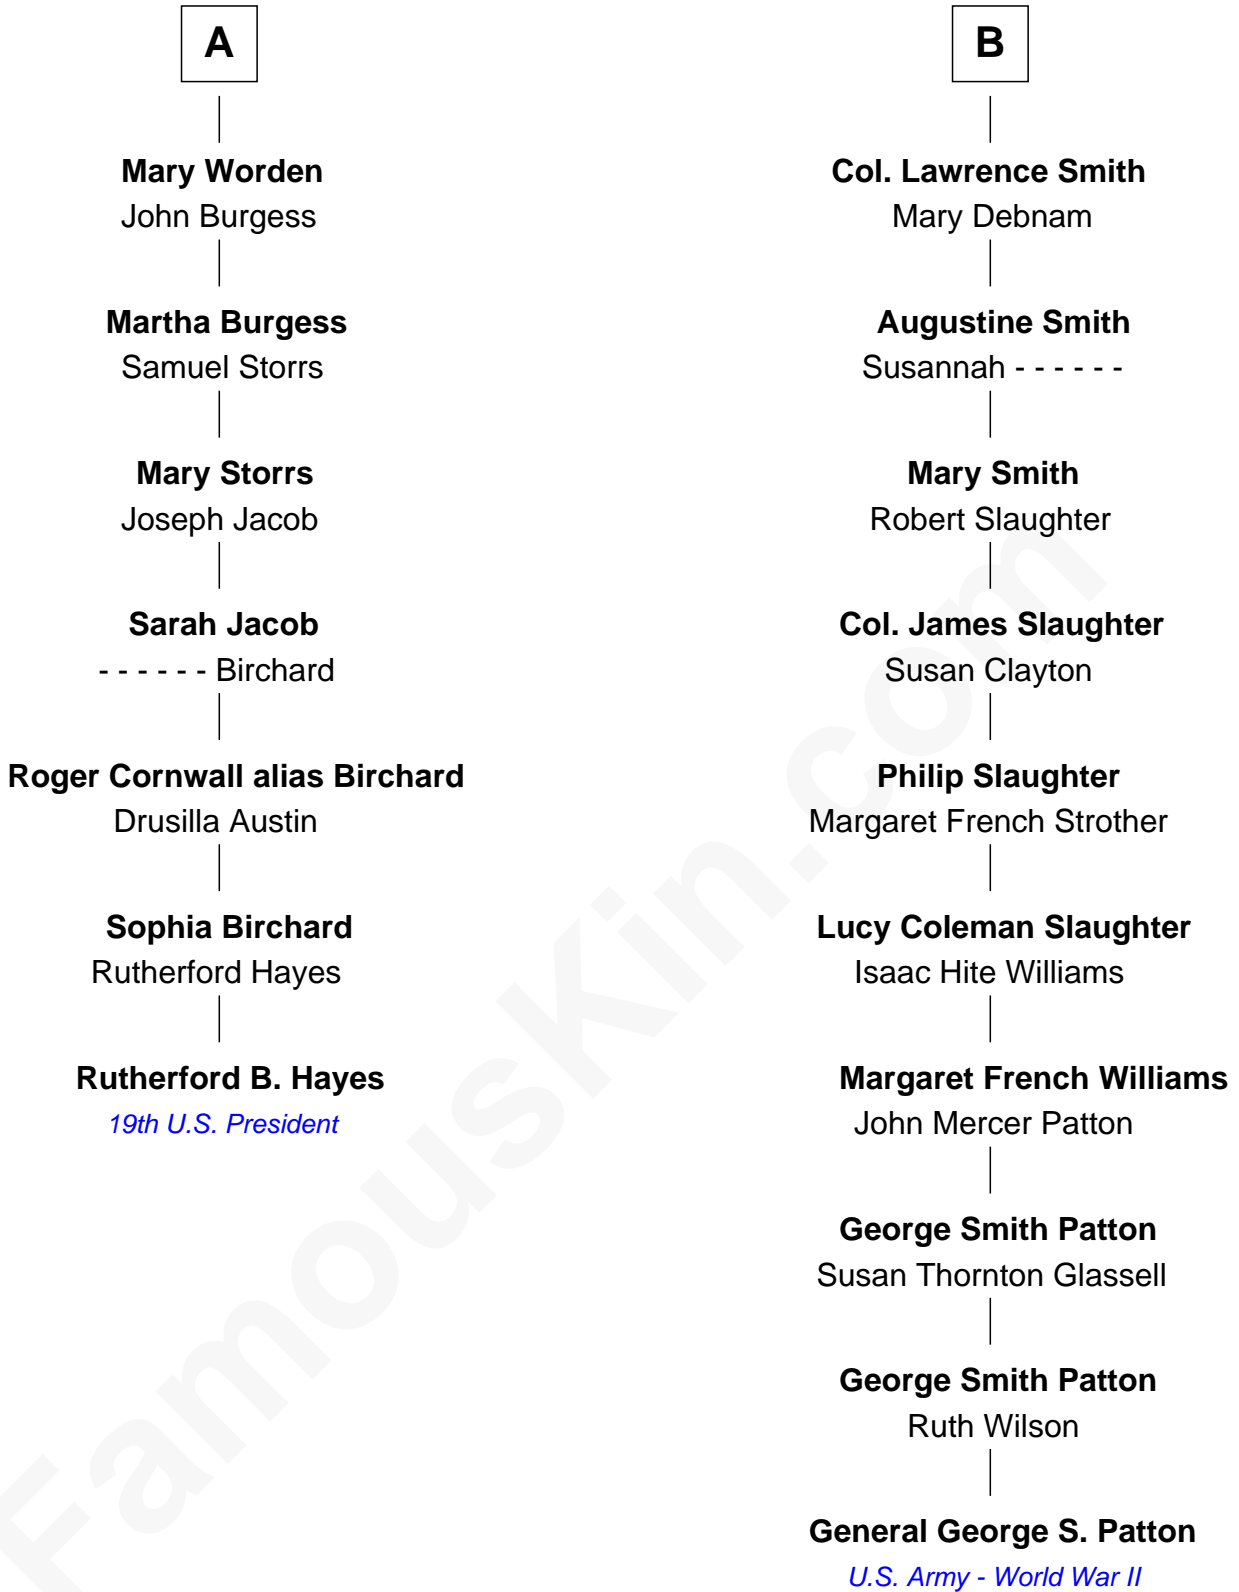 A
Mary Worden
John Burgess
Martha Burgess
Samuel Storrs
Mary Storrs
Joseph Jacob
Sarah Jacob
- - - - - - Birchard
Roger Cornwall alias Birchard
Drusilla Austin
Sophia Birchard
Rutherford Hayes
Rutherford B. Hayes
19th U.S. President
B
Col. Lawrence Smith
Mary Debnam
Augustine Smith
Susannah - - - - - -
Mary Smith
Robert Slaughter
Col. James Slaughter
Susan Clayton
Philip Slaughter
Margaret French Strother
Lucy Coleman Slaughter
Isaac Hite Williams
Margaret French Williams
John Mercer Patton
George Smith Patton
Susan Thornton Glassell
George Smith Patton
Ruth Wilson
General George S. Patton
U.S. Army - World War II
FamousKin.com